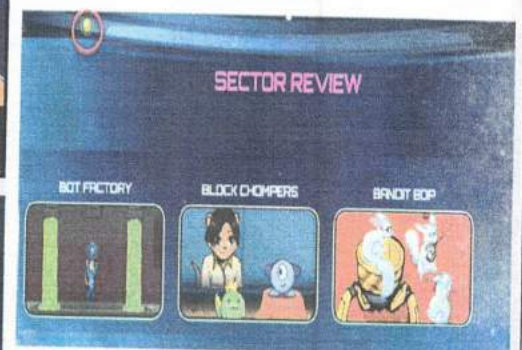 SECTOR REVIEW
BOT FACTORY
BLOCK CHOMPERS
BANDIT BOP